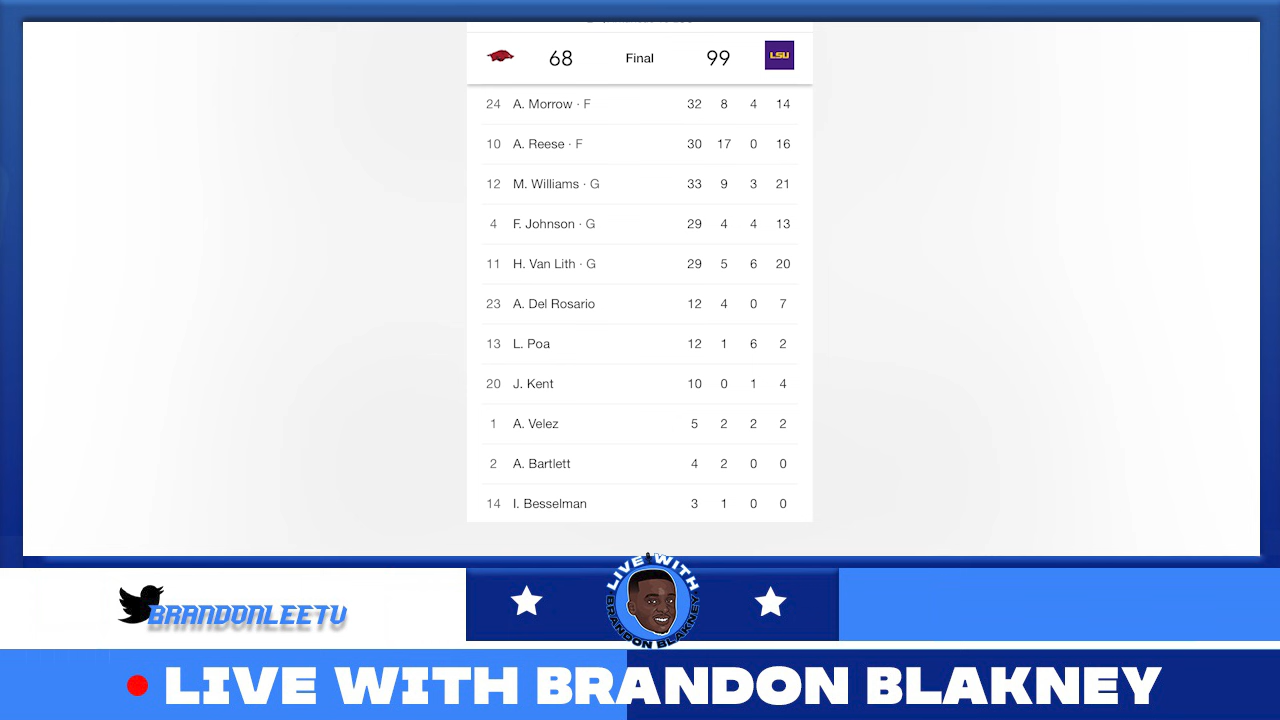 68 Final 99 LSU
24 A. Morrow · F 32 8 4 14
10 A. Reese · F 30 17 0 16
12 M. Williams · G 33 9 3 21
4 F. Johnson · G 29 4 4 13
11 H. Van Lith · G 29 5 6 20
23 A. Del Rosario 12 4 0 7
13 L. Poa 12 1 6 2
20 J. Kent 10 0 1 4
1 A. Velez 5 2 2 2
2 A. Bartlett 4 2 0 0
14 I. Besselman 3 1 0 0
LIVE WITH
BRANDON BLAKNEY
BRANDONLEETV
LIVE WITH BRANDON BLAKNEY